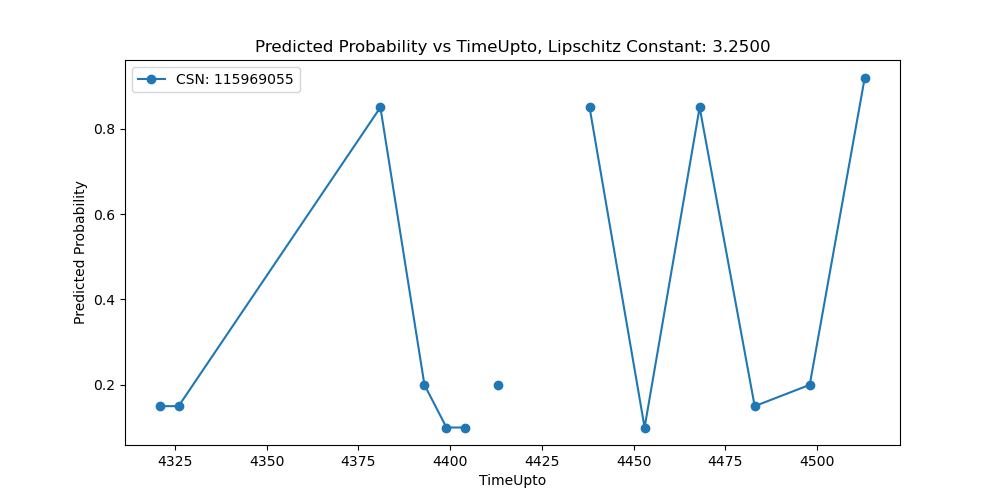 Predicted Probability vs TimeUpto, Lipschitz Constant: 3.2500
CSN: 115969055
Predicted Probability
0.8
0.6
0.4
0.2
4325 4350 4375 4400 4425 4450 4475 4500
TimeUpto